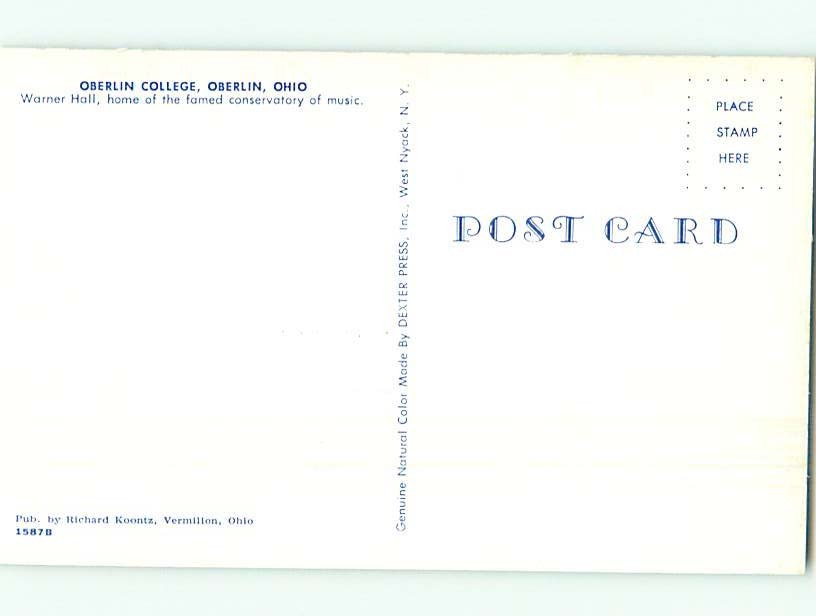 OBERLIN COLLEGE, OBERLIN, OHIO
Warner Hall, home of the famed conservatory of music.
Pub. by Richard Koontz, Vermilion, Ohio
1587B
Genuine Natural Color Made By DEXTER PRESS, Inc., West Nyack, N. Y.
PLACE
STAMP
HERE
POST CARD